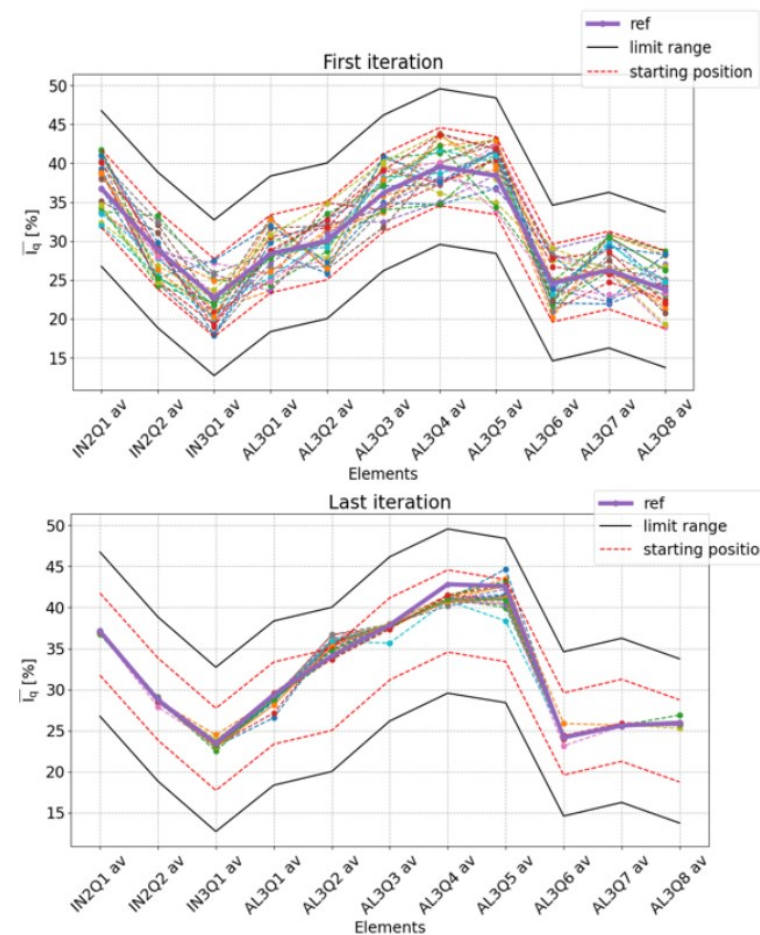 ref
limit range
starting position
First iteration
50
45
40
35
30
25
20
15
Iq [%]
IN2Q1 av
IN2Q2 av
IN3Q1 av
AL3Q1 av
AL3Q2 av
AL3Q3 av
AL3Q4 av
AL3Q5 av
AL3Q6 av
AL3Q7 av
AL3Q8 av
Elements
ref
limit range
starting positio
Last iteration
50
45
40
35
30
25
20
15
Iq [%]
IN2Q1 av
IN2Q2 av
IN3Q1 av
AL3Q1 av
AL3Q2 av
AL3Q3 av
AL3Q4 av
AL3Q5 av
AL3Q6 av
AL3Q7 av
AL3Q8 av
Elements